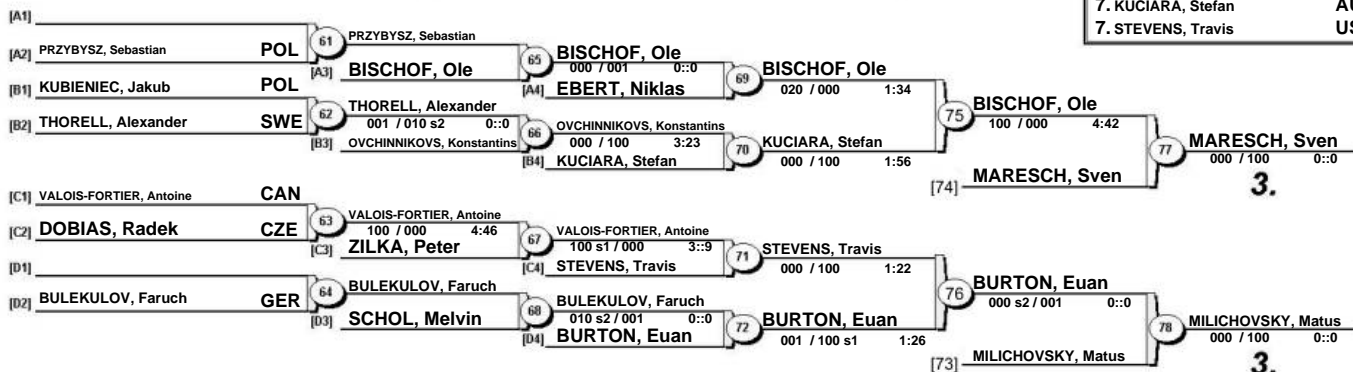 7. KUCIARA, Stefan AU
7. STEVENS, Travis US
[A1]
[A2] PRZYBYSZ, Sebastian POL
61
PRZYBYSZ, Sebastian
[A3] BISCHOF, Ole
65
BISCHOF, Ole
000 / 001 0::0
[A4] EBERT, Niklas
69
BISCHOF, Ole
020 / 000 1:34
[B1] KUBIENIEC, Jakub POL
[B2] THORELL, Alexander SWE
62
THORELL, Alexander
001 / 010 s2 0::0
[B3] OVCHINNIKOVS, Konstantins
66
OVCHINNIKOVS, Konstantins
000 / 100 3:23
[B4] KUCIARA, Stefan
70
KUCIARA, Stefan
000 / 100 1:56
75
BISCHOF, Ole
100 / 000 4:42
[74] MARESCH, Sven
77
MARESCH, Sven
000 / 100 0::0
3.
[C1] VALOIS-FORTIER, Antoine CAN
[C2] DOBIAS, Radek CZE
63
VALOIS-FORTIER, Antoine
100 / 000 4:46
[C3] ZILKA, Peter
67
VALOIS-FORTIER, Antoine
100 s1 / 000 3::9
[C4] STEVENS, Travis
71
STEVENS, Travis
000 / 100 1:22
[D1]
[D2] BULEKULOV, Faruch GER
64
BULEKULOV, Faruch
[D3] SCHOL, Melvin
68
BULEKULOV, Faruch
010 s2 / 001 0::0
[D4] BURTON, Euan
72
BURTON, Euan
001 / 100 s1 1:26
76
BURTON, Euan
000 s2 / 001 0::0
[73] MILICHOVSKY, Matus
78
MILICHOVSKY, Matus
000 / 100 0::0
3.